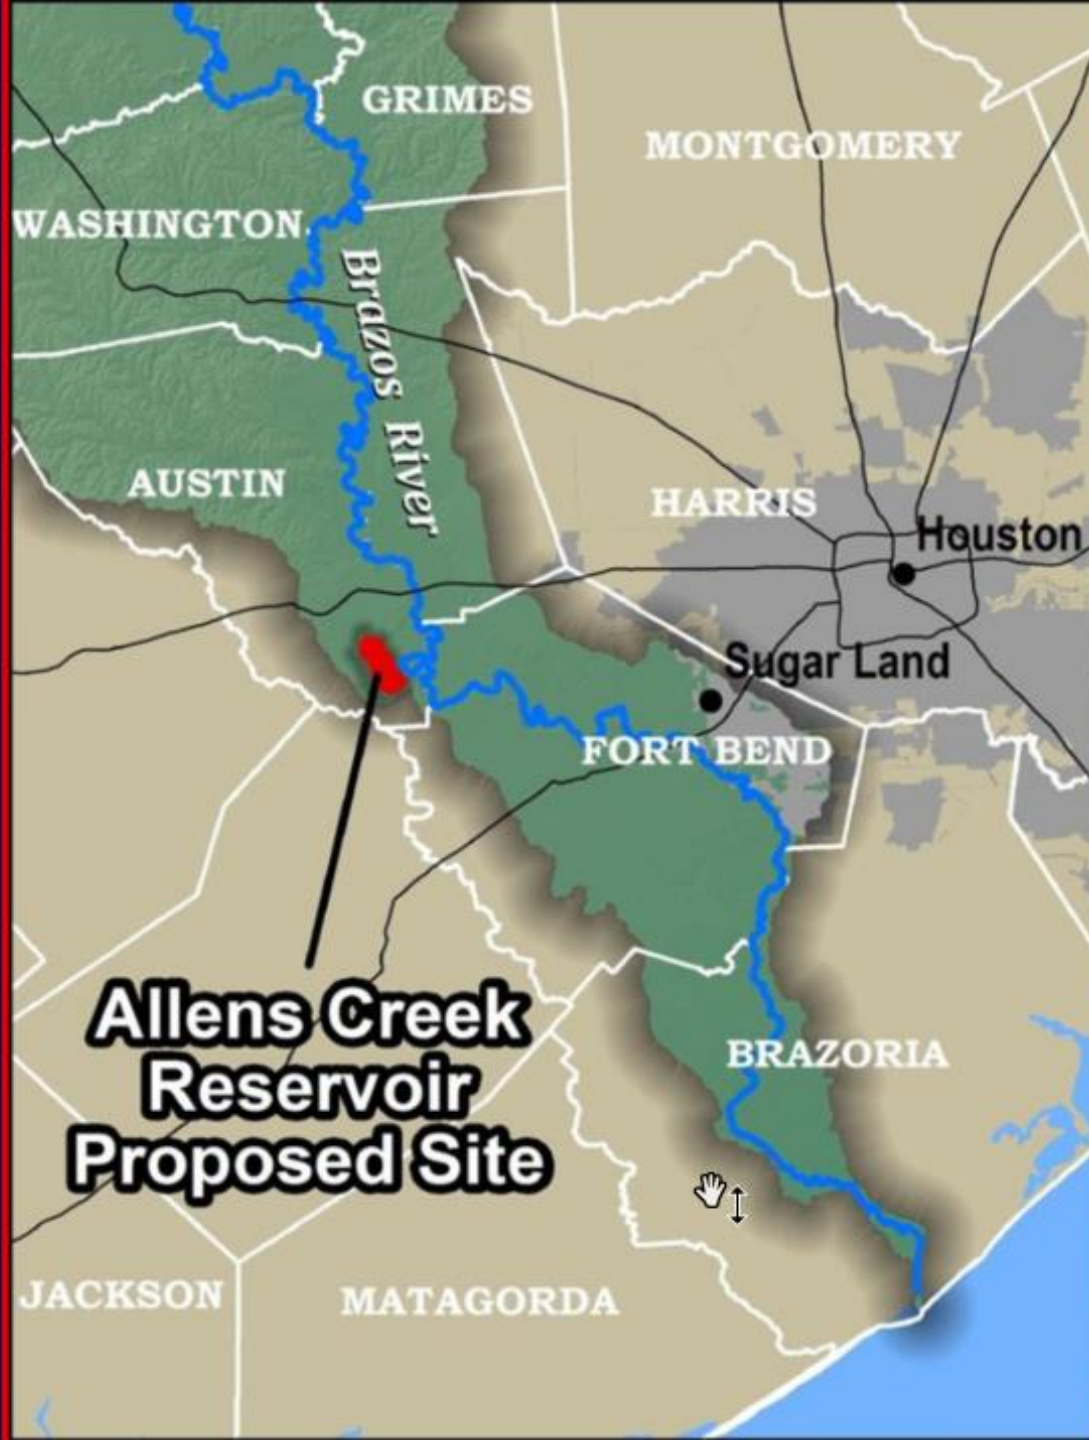 GRIMES
MONTGOMERY
WASHINGTON
Brazos River
AUSTIN
HARRIS
Houston
Sugar Land
FORT BEND
Allens Creek
Reservoir
Proposed Site
BRAZORIA
JACKSON
MATAGORDA